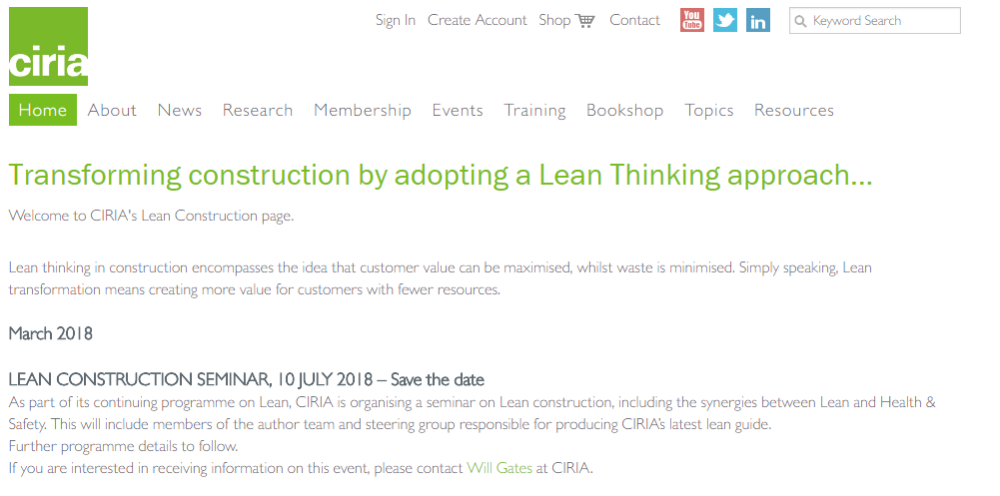 Sign In Create Account Shop Contact You Tube in Keyword Search
ciria
Home About News Research Membership Events Training Bookshop Topics Resources
Transforming construction by adopting a Lean Thinking approach...
Welcome to CIRIA's Lean Construction page.
Lean thinking in construction encompasses the idea that customer value can be maximised, whilst waste is minimised. Simply speaking, Lean
transformation means creating more value for customers with fewer resources.
March 2018
LEAN CONSTRUCTION SEMINAR, 10 JULY 2018 – Save the date
As part of its continuing programme on Lean, CIRIA is organising a seminar on Lean construction, including the synergies between Lean and Health &
Safety. This will include members of the author team and steering group responsible for producing CIRIA's latest lean guide.
Further programme details to follow.
If you are interested in receiving information on this event, please contact Will Gates at CIRIA.